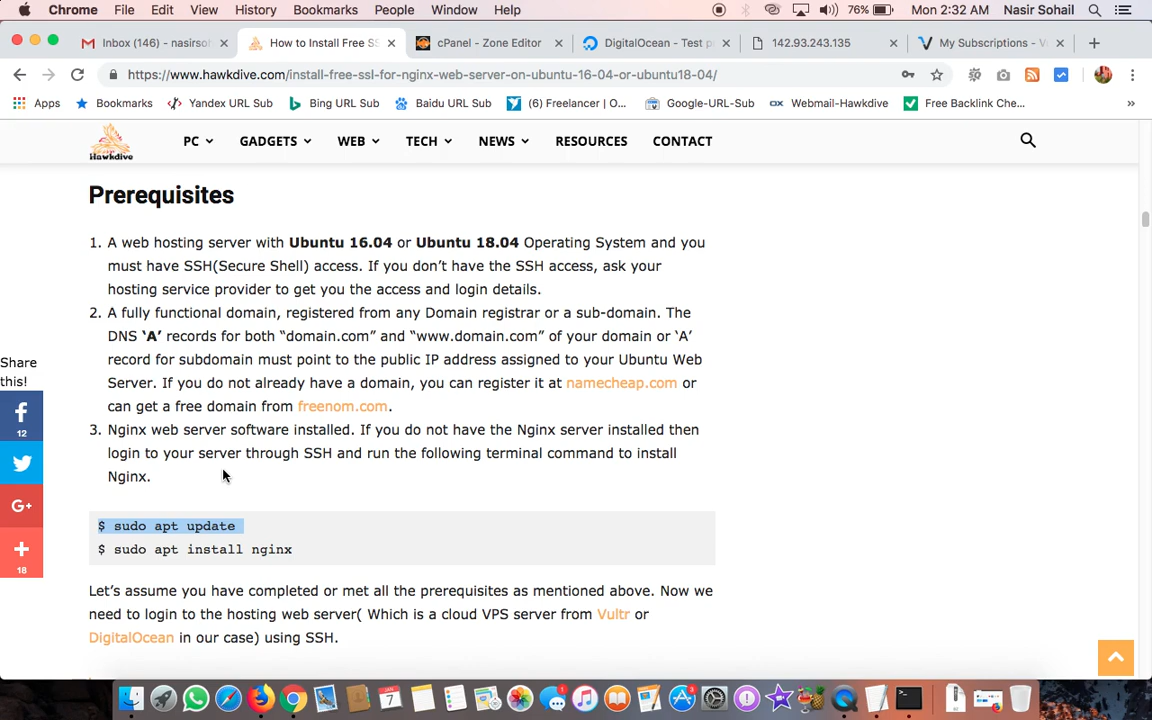 Chrome File Edit View History Bookmarks People Window Help 76% Mon 2:32 AM Nasir Sohail
Inbox (146) - nasirsoh
How to Install Free SS
cPanel - Zone Editor
DigitalOcean - Test p
142.93.243.135
My Subscriptions - V
https://www.hawkdive.com/install-free-ssl-for-nginx-web-server-on-ubuntu-16-04-or-ubuntu18-04/
Apps Bookmarks Yandex URL Sub Bing URL Sub Baidu URL Sub (6) Freelancer | O... Google-URL-Sub Webmail-Hawkdive Free Backlink Che... »
Hawkdive
PC GADGETS WEB TECH NEWS RESOURCES CONTACT
Prerequisites
1. A web hosting server with Ubuntu 16.04 or Ubuntu 18.04 Operating System and you
must have SSH(Secure Shell) access. If you don’t have the SSH access, ask your
hosting service provider to get you the access and login details.
2. A fully functional domain, registered from any Domain registrar or a sub-domain. The
DNS ‘A’ records for both “domain.com” and “www.domain.com” of your domain or ‘A’
record for subdomain must point to the public IP address assigned to your Ubuntu Web
Server. If you do not already have a domain, you can register it at namecheap.com or
can get a free domain from freenom.com.
3. Nginx web server software installed. If you do not have the Nginx server installed then
login to your server through SSH and run the following terminal command to install
Nginx.
$ sudo apt update
$ sudo apt install nginx
Let’s assume you have completed or met all the prerequisites as mentioned above. Now we
need to login to the hosting web server( Which is a cloud VPS server from Vultr or
DigitalOcean in our case) using SSH.
Share
this!
12
G+
18